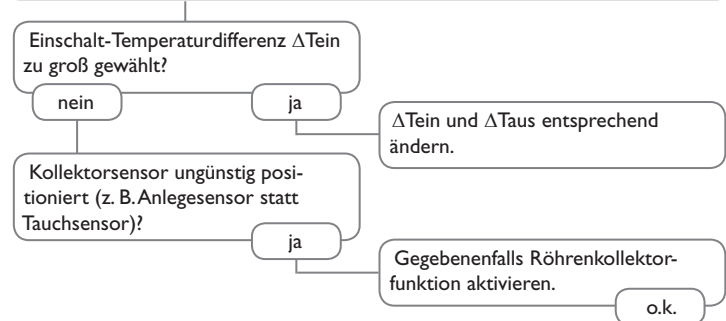 Einschalt-Temperaturdifferenz ΔTein
zu groß gewählt?
nein
ja
ΔTein und ΔTaus entsprechend
ändern.
Kollektorsensor ungünstig posi-
tioniert (z. B. Anlegesensor statt
Tauchsensor)?
ja
Gegebenenfalls Röhrenkollektor-
funktion aktivieren.
o.k.